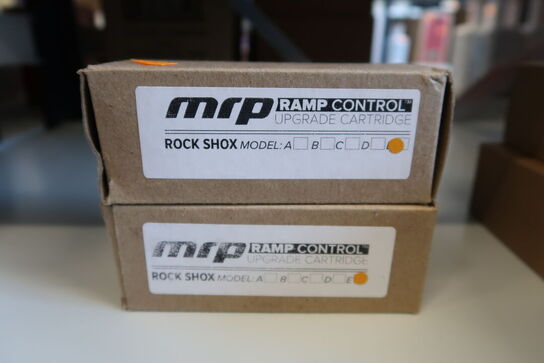 mrp RAMP CONTROL™
UPGRADE CARTRIDGE
ROCK SHOX MODEL: A B C D E
mrp RAMP CONTROL™
UPGRADE CARTRIDGE
ROCK SHOX MODEL: A B C D E